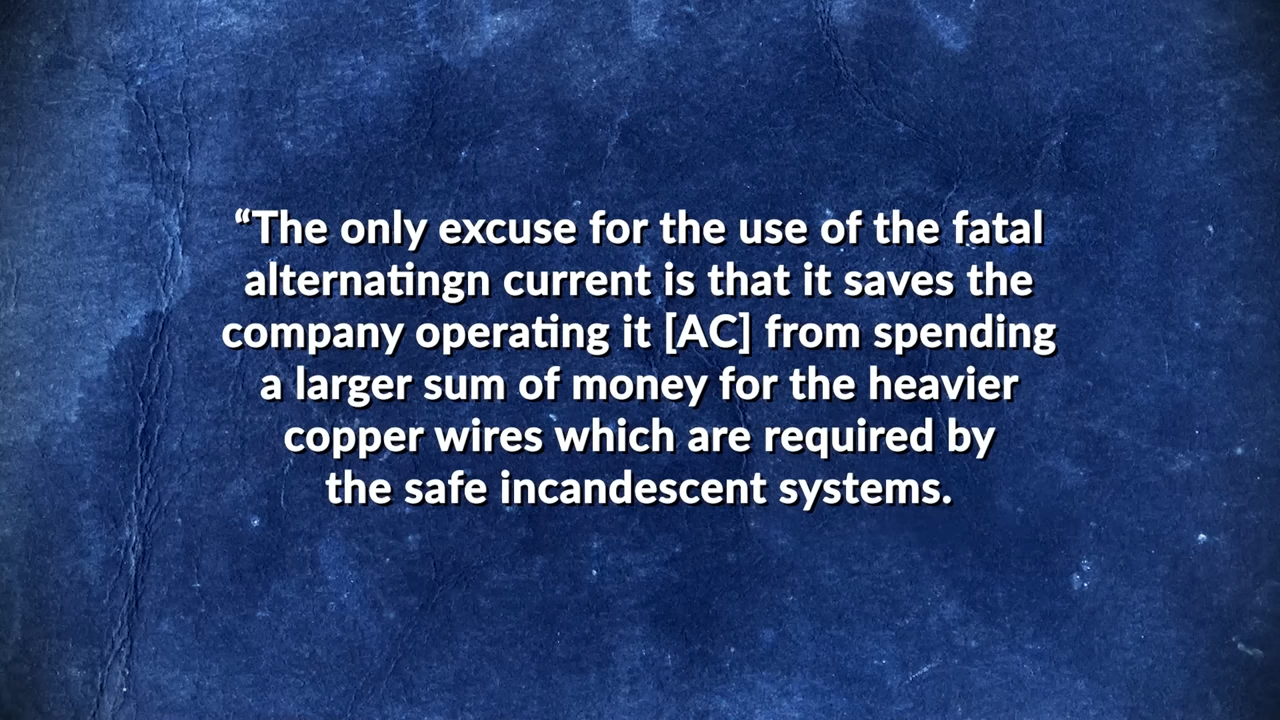 “The only excuse for the use of the fatal
alternatingn current is that it saves the
company operating it [AC] from spending
a larger sum of money for the heavier
copper wires which are required by
the safe incandescent systems.